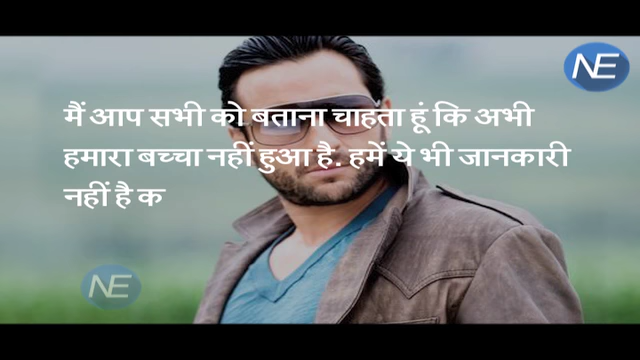 NE
मैं आप सभी को बताना चाहता हूं कि अभी
हमारा बच्चा नहीं हुआ है. हमें ये भी जानकारी
नहीं है क
NE